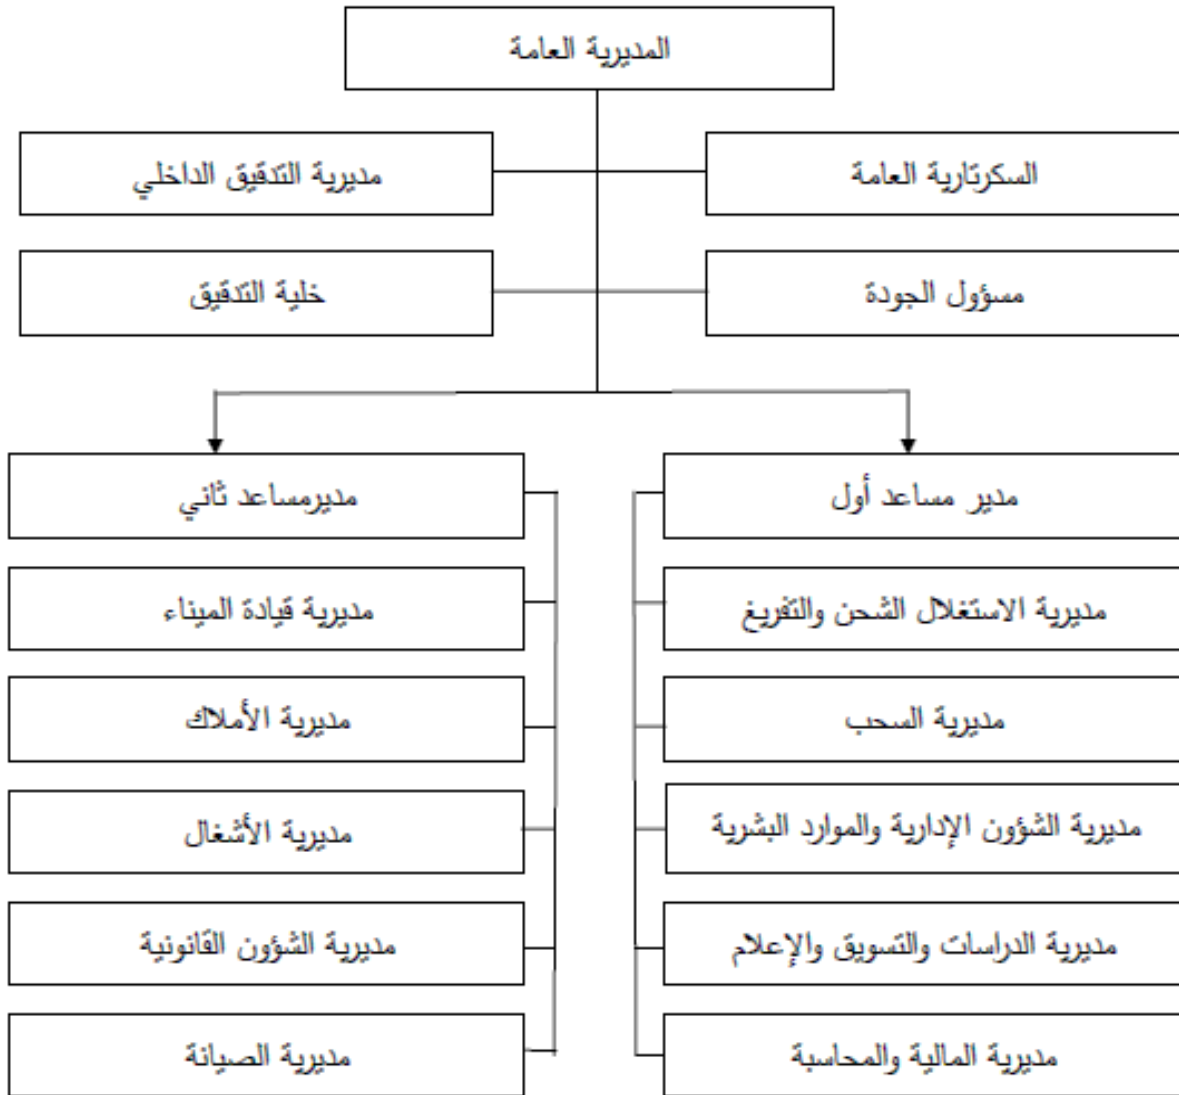 المديرية العامة
السكرتارية العامة
مديرية التدقيق الداخلي
مسؤول الجودة
خلية التدقيق
مدير مساعد أول
مديرمساعد ثاني
مديرية الاستغلال الشحن والتفريغ
مديرية قيادة الميناء
مديرية السحب
مديرية الأملاك
مديرية الشؤون الإدارية والموارد البشرية
مديرية الأشغال
مديرية الدراسات والتسويق والإعلام
مديرية الشؤون القانونية
مديرية المالية والمحاسبة
مديرية الصيانة